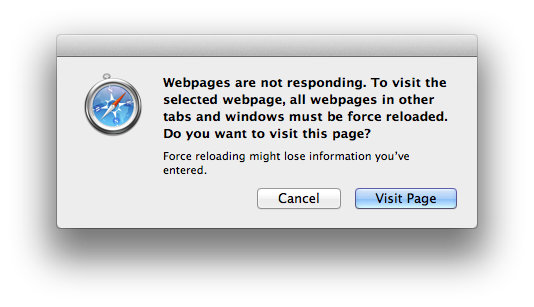 Webpages are not responding. To visit the
selected webpage, all webpages in other
tabs and windows must be force reloaded.
Do you want to visit this page?
Force reloading might lose information you've
entered.
Cancel
Visit Page